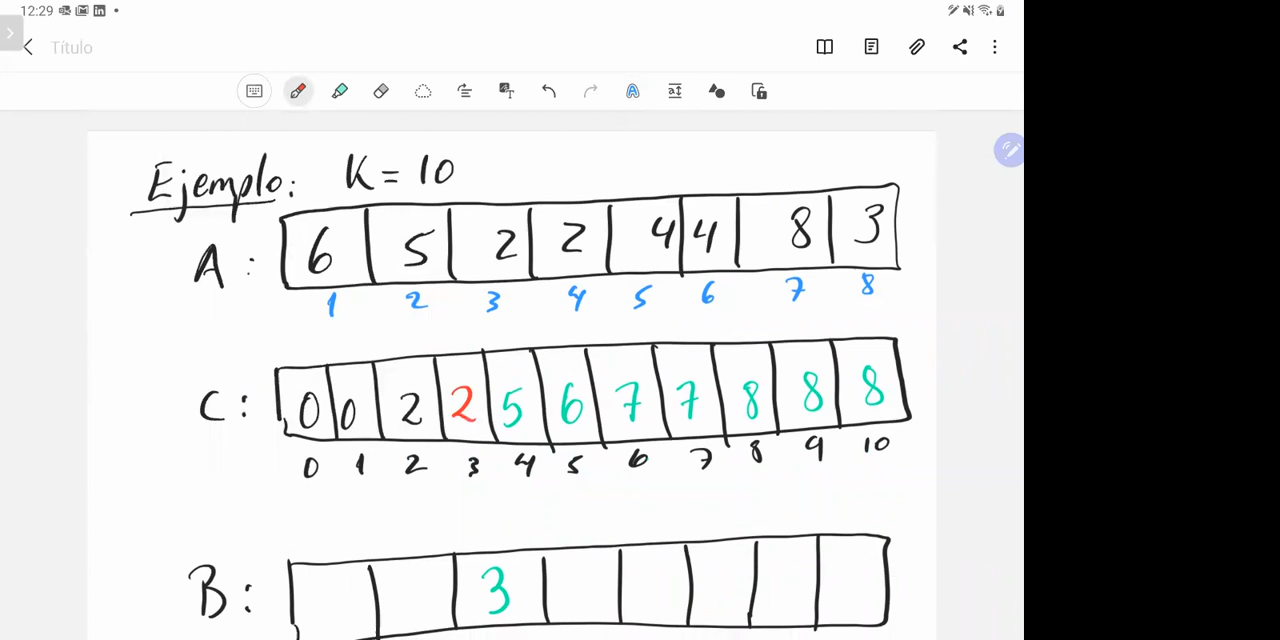 12:29
Título
Ejemplo: K = 10
A: 6 5 2 2 4 4 8 3
1 2 3 4 5 6 7 8
C: 0 0 2 2 5 6 7 7 8 8 8
0 1 2 3 4 5 6 7 8 9 10
B: 3